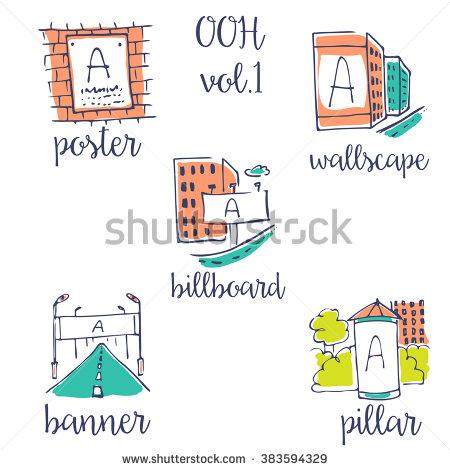 OOH
vol.1
A
poster
A
wallscape
A
shutterstock
billboard
A
banner
A
pillar
www.shutterstock.com · 383594329